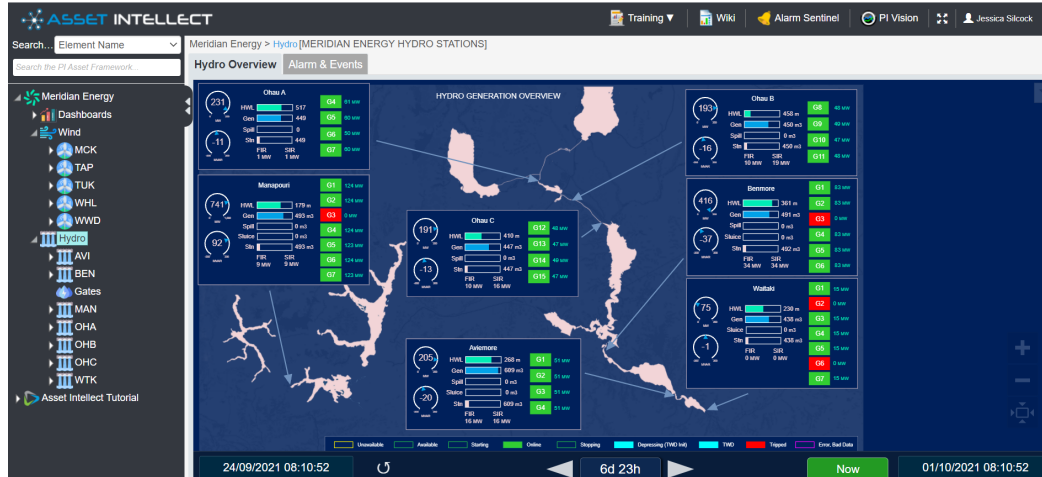 ASSET INTELLECT
Training ▼ Wiki Alarm Sentinel PI Vision Jessica Silcock
Search... Element Name
Search the PI Asset Framework...
Meridian Energy > Hydro [MERIDIAN ENERGY HYDRO STATIONS]
Hydro Overview Alarm & Events
Meridian Energy
Dashboards
Wind
MCK
TAP
TUK
WHL
WWD
Hydro
AVI
BEN
Gates
MAN
OHA
OHB
OHC
WTK
Asset Intellect Tutorial
HYDRO GENERATION OVERVIEW
Ohau A
231
-11
HWL 517
Gen 449
Spill 0
Stn 449
FIR SIR
1 MW 1 MW
G4 61 MW
G5 60 MW
G6 50 MW
G7 60 MW
Ohau B
193
-16
HWL 458 m
Gen 450 m3
Spill 0 m3
Stn 450 m3
FIR SIR
10 MW 19 MW
G8 48 MW
G9 49 MW
G10 47 MW
G11 48 MW
Manapouri
741
92
HWL 179 m
Gen 493 m3
Spill 0 m3
Sluice 0 m3
Stn 493 m3
FIR SIR
9 MW 9 MW
G1 124 MW
G2 124 MW
G3 0 MW
G4 124 MW
G5 123 MW
G6 124 MW
G7 123 MW
Ohau C
191
-13
HWL 410 m
Gen 447 m3
Spill 0 m3
Stn 447 m3
FIR SIR
10 MW 16 MW
G12 48 MW
G13 47 MW
G14 49 MW
G15 47 MW
Benmore
416
-37
HWL 361 m
Gen 491 m3
Spill 0 m3
Sluice 0 m3
Stn 492 m3
FIR SIR
34 MW 34 MW
G1 83 MW
G2 83 MW
G3 0 MW
G4 83 MW
G5 83 MW
G6 83 MW
Waitaki
75
-1
HWL 230 m
Gen 438 m3
Sluice 0 m3
Stn 438 m3
FIR SIR
0 MW 0 MW
G1 15 MW
G2 0 MW
G3 15 MW
G4 15 MW
G5 15 MW
G6 0 MW
G7 15 MW
Aviemore
205
-20
HWL 268 m
Gen 609 m3
Spill 0 m3
Sluice 0 m3
Stn 609 m3
FIR SIR
16 MW 16 MW
G1 51 MW
G2 51 MW
G3 51 MW
G4 51 MW
Unavailable Available Starting Online Stopping Depressing (TWD Init) TWD Tripped Error, Bad Data
24/09/2021 08:10:52 6d 23h Now 01/10/2021 08:10:52